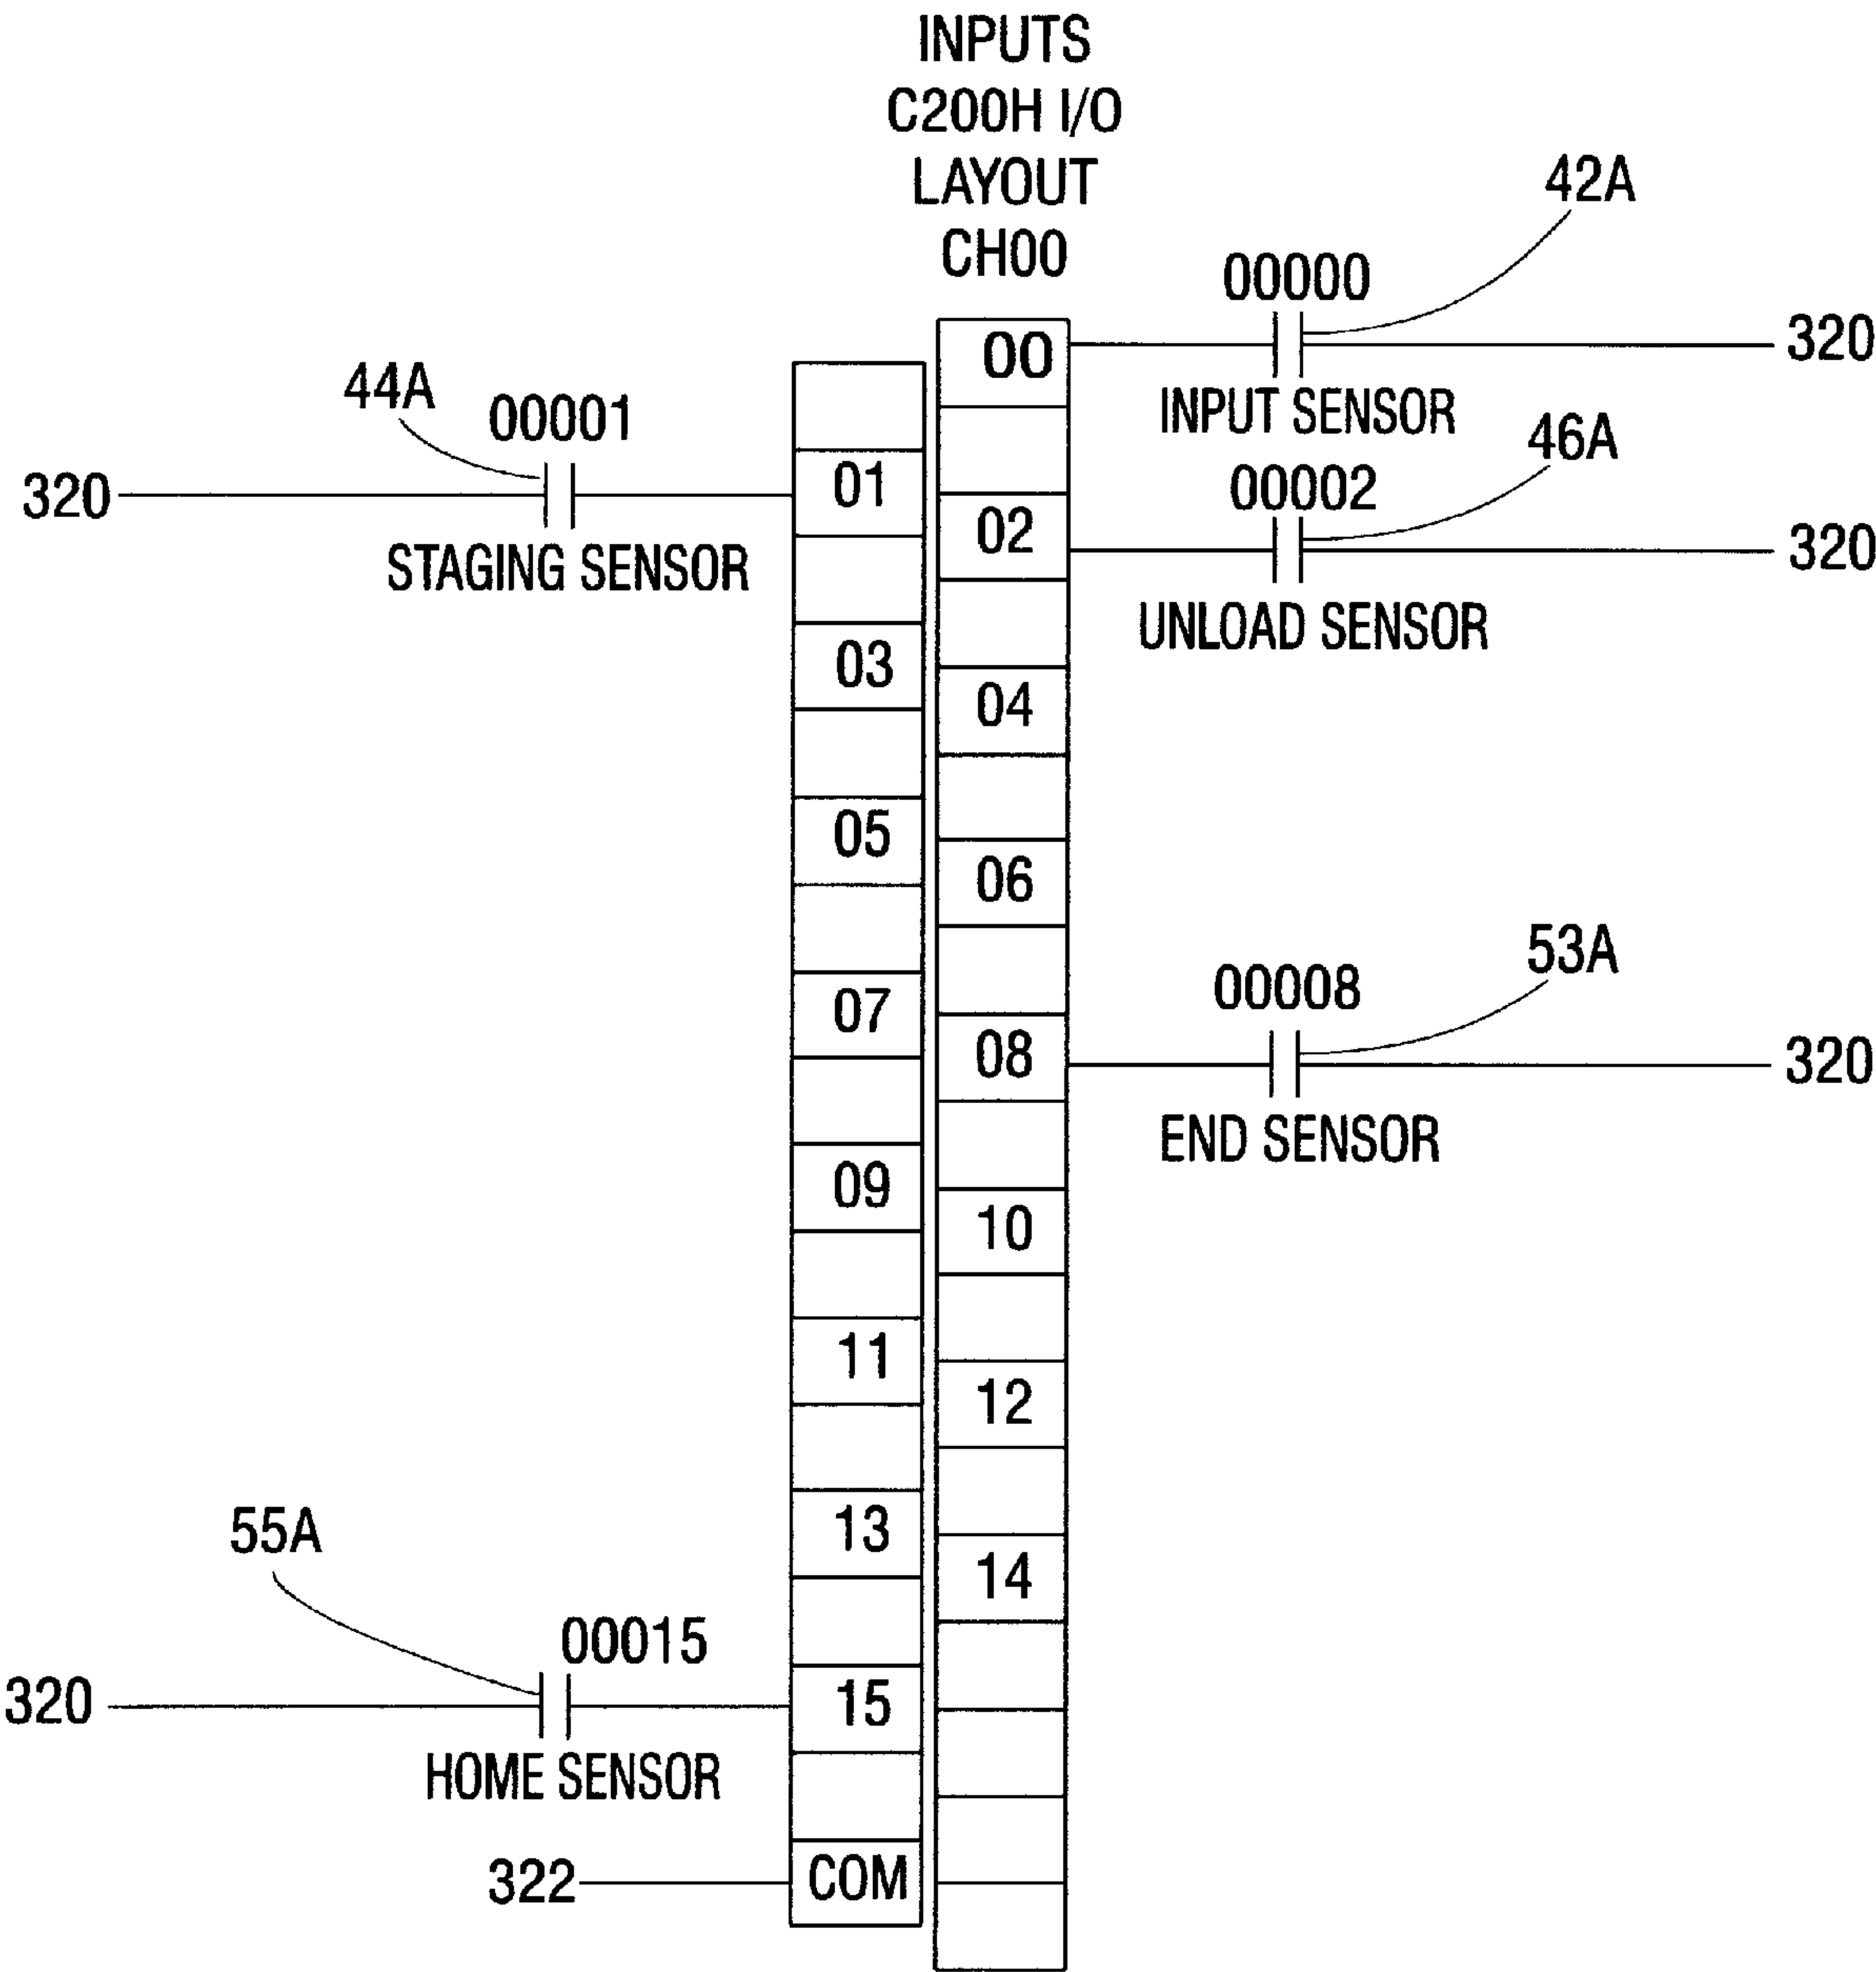 INPUTS
C200H I/O
LAYOUT
CH00
42A
00000
320
00
INPUT SENSOR
44A
00001
320
01
STAGING SENSOR
46A
00002
02
320
UNLOAD SENSOR
03
04
05
06
53A
00008
07
08
320
END SENSOR
09
10
11
12
13
14
55A
00015
320
15
HOME SENSOR
322
COM